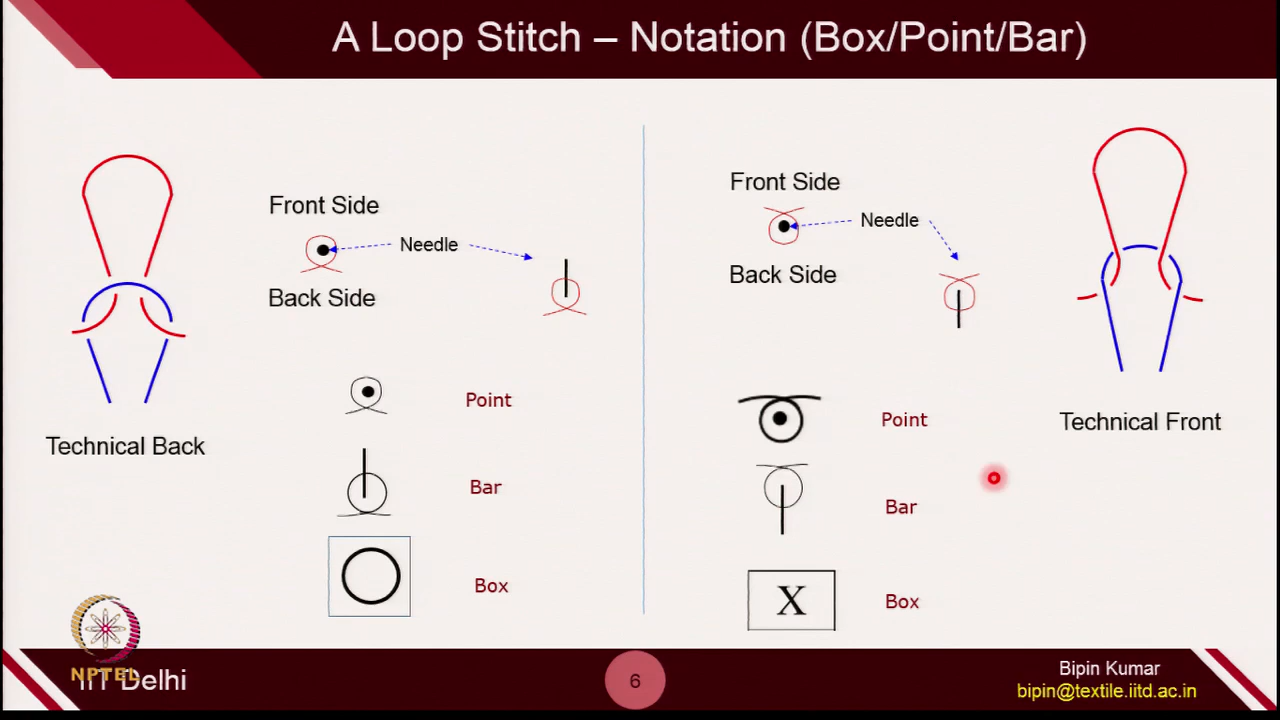 A Loop Stitch – Notation (Box/Point/Bar)
Front Side
Needle
Back Side
Point
Bar
Box
Technical Back
Front Side
Needle
Back Side
Point
Bar
X
Box
Technical Front
NPTEL
IIT Delhi
6
Bipin Kumar
bipin@textile.iitd.ac.in